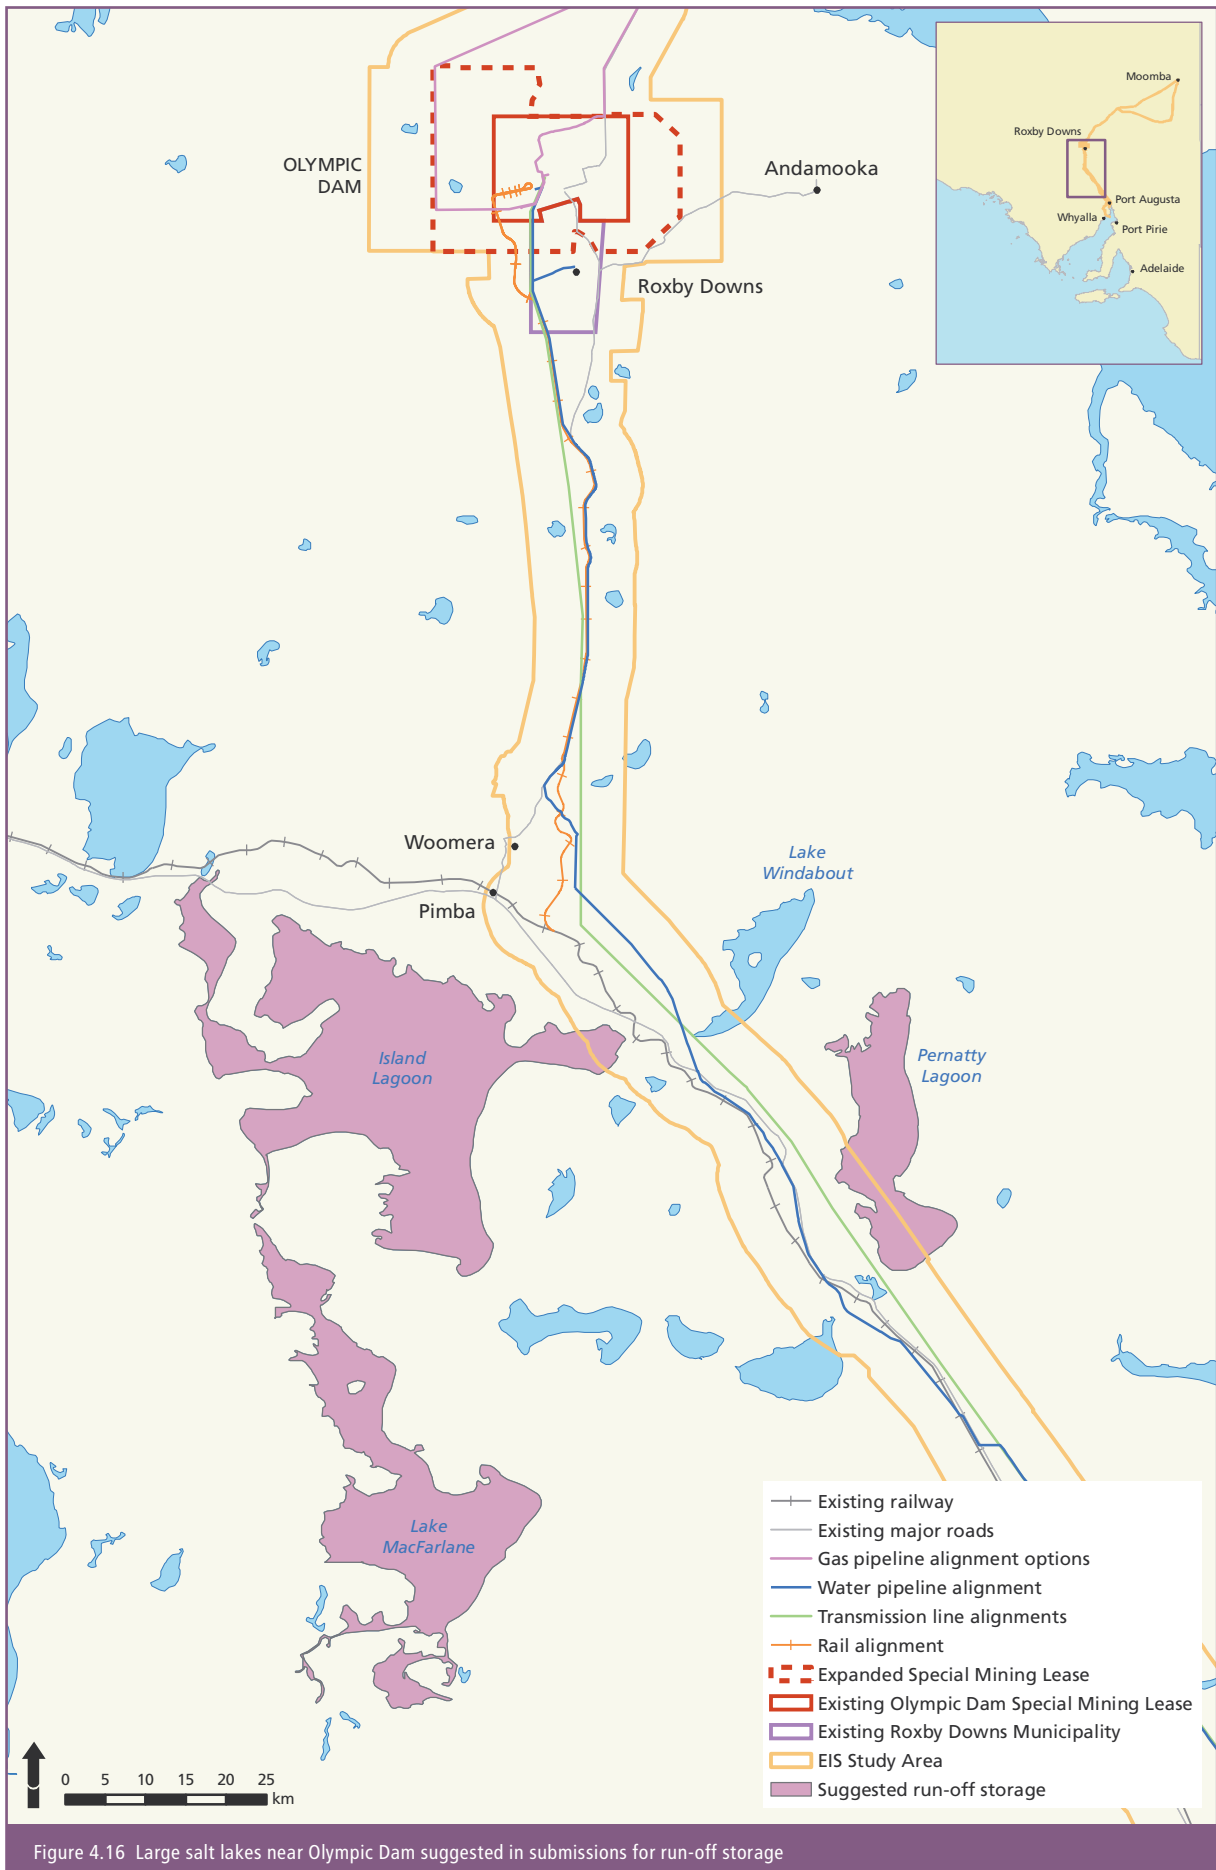 Moomba
Roxby Downs
Port Augusta
Whyalla
Port Pirie
Adelaide
OLYMPIC
DAM
Andamooka
Roxby Downs
Woomera
Pimba
Lake
Windabout
Island
Lagoon
Pernatty
Lagoon
Lake
MacFarlane
Existing railway
Existing major roads
Gas pipeline alignment options
Water pipeline alignment
Transmission line alignments
Rail alignment
Expanded Special Mining Lease
Existing Olympic Dam Special Mining Lease
Existing Roxby Downs Municipality
EIS Study Area
Suggested run-off storage
0 5 10 15 20 25
km
Figure 4.16 Large salt lakes near Olympic Dam suggested in submissions for run-off storage